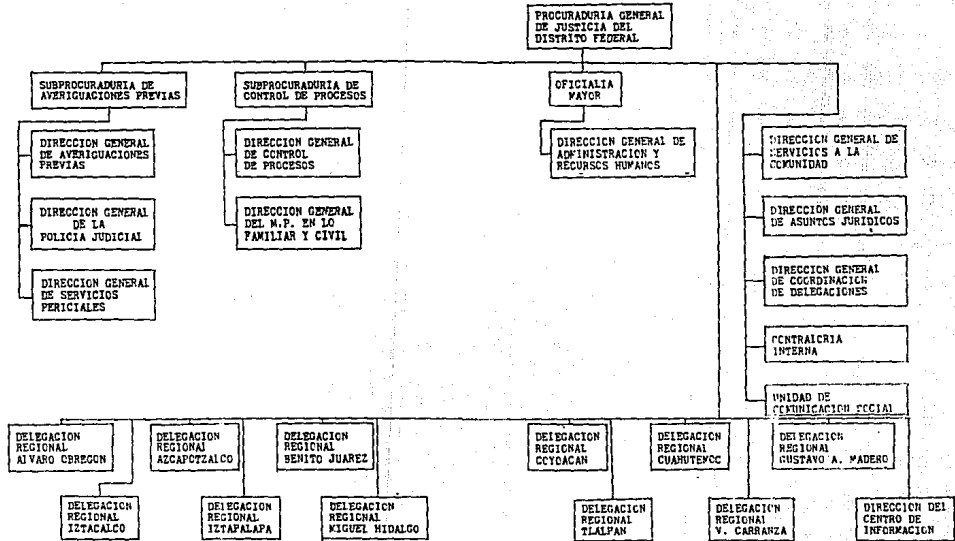 PROCURADURIA GENERAL
DE JUSTICIA DEL
DISTRITO FEDERAL
SUBPROCURADURIA DE
AVERIGUACIONES PREVIAS
SUBPROCURADURIA DE
CONTROL DE PROCESOS
OFICIALIA
MAYOR
DIRECCION GENERAL
DE AVERIGUACIONES
PREVIAS
DIRECCION GENERAL
DE CONTROL
DE PROCESOS
DIRECCION GENERAL DE
ADMINISTRACION Y
RECURSOS HUMANOS
DIRECCION GENERAL DE
SERVICIOS A LA
COMUNIDAD
DIRECCION GENERAL
DE LA
POLICIA JUDICIAL
DIRECCION GENERAL
DEL M.P. EN LO
FAMILIAR Y CIVIL
DIRECCION GENERAL
DE ASUNTOS JURIDICOS
DIRECCION GENERAL
DE SERVICIOS
PERICIALES
DIRECCION GENERAL
DE COORDINACION
DE DELEGACIONES
CONTRALORIA
INTERNA
UNIDAD DE
COMUNICACION SOCIAL
DELEGACION
REGIONAL
ALVARO OBREGON
DELEGACION
REGIONAL
AZCAPOTZALCO
DELEGACION
REGIONAL
BENITO JUAREZ
DELEGACION
REGIONAL
COYOACAN
DELEGACION
REGIONAL
CUAHUTEMOC
DELEGACION
REGIONAL
GUSTAVO A. MADERO
DELEGACION
REGIONAL
IZTACALCO
DELEGACION
REGIONAL
IZTAPALAPA
DELEGACION
REGIONAL
MIGUEL HIDALGO
DELEGACION
REGIONAL
TLALPAN
DELEGACION
REGIONAL
V. CARRANZA
DIRECCION DEL
CENTRO DE
INFORMACION